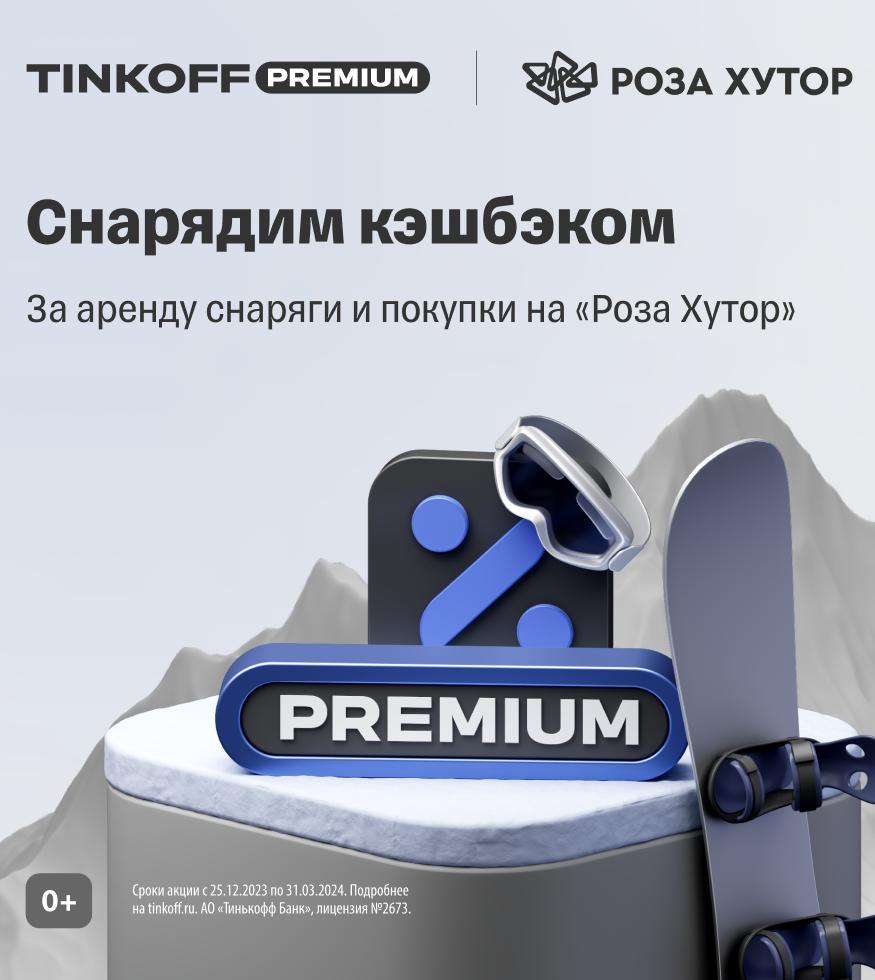 TINKOFF PREMIUM | РОЗА ХУТОР
Снарядим кэшбэком
За аренду снаряги и покупки на «Роза Хутор»
PREMIUM
0+
Сроки акции с 25.12.2023 по 31.03.2024. Подробнее
на tinkoff.ru. АО «Тинькофф Банк», лицензия №2673.